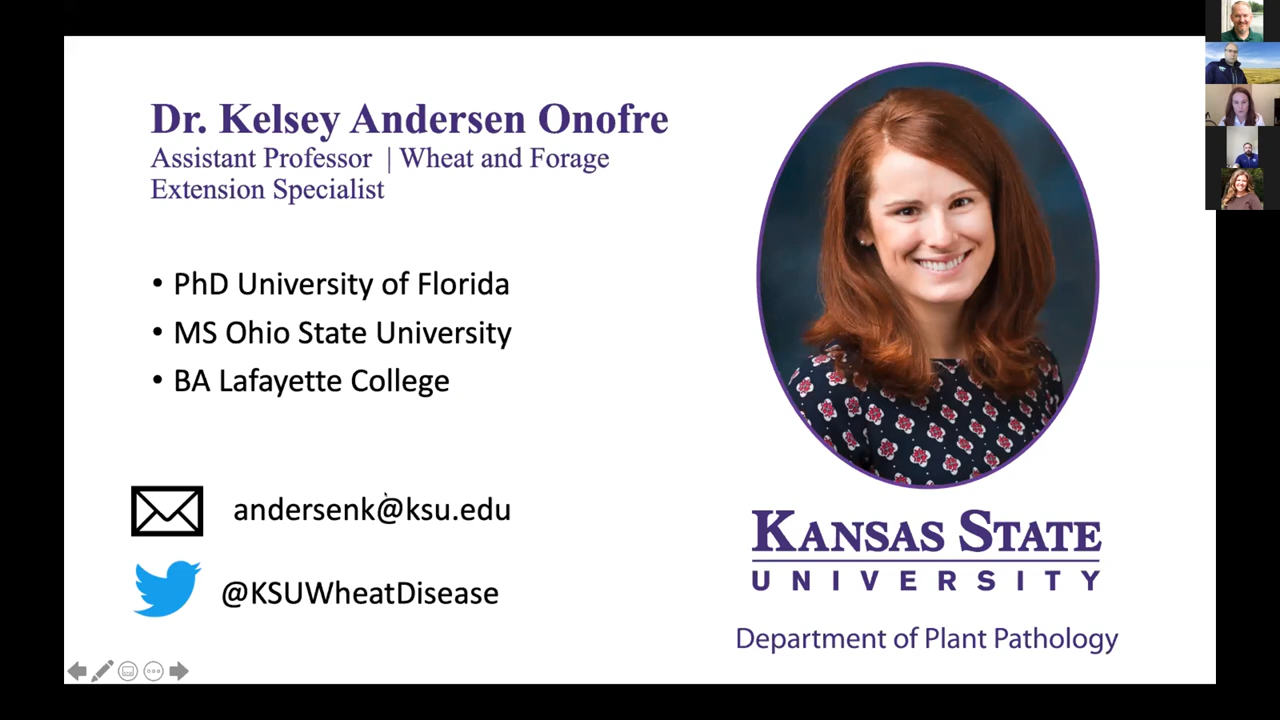 Dr. Kelsey Andersen Onofre
Assistant Professor | Wheat and Forage
Extension Specialist
• PhD University of Florida
• MS Ohio State University
• BA Lafayette College
andersenk@ksu.edu
@KSUWheatDisease
KANSAS STATE
UNIVERSITY
Department of Plant Pathology